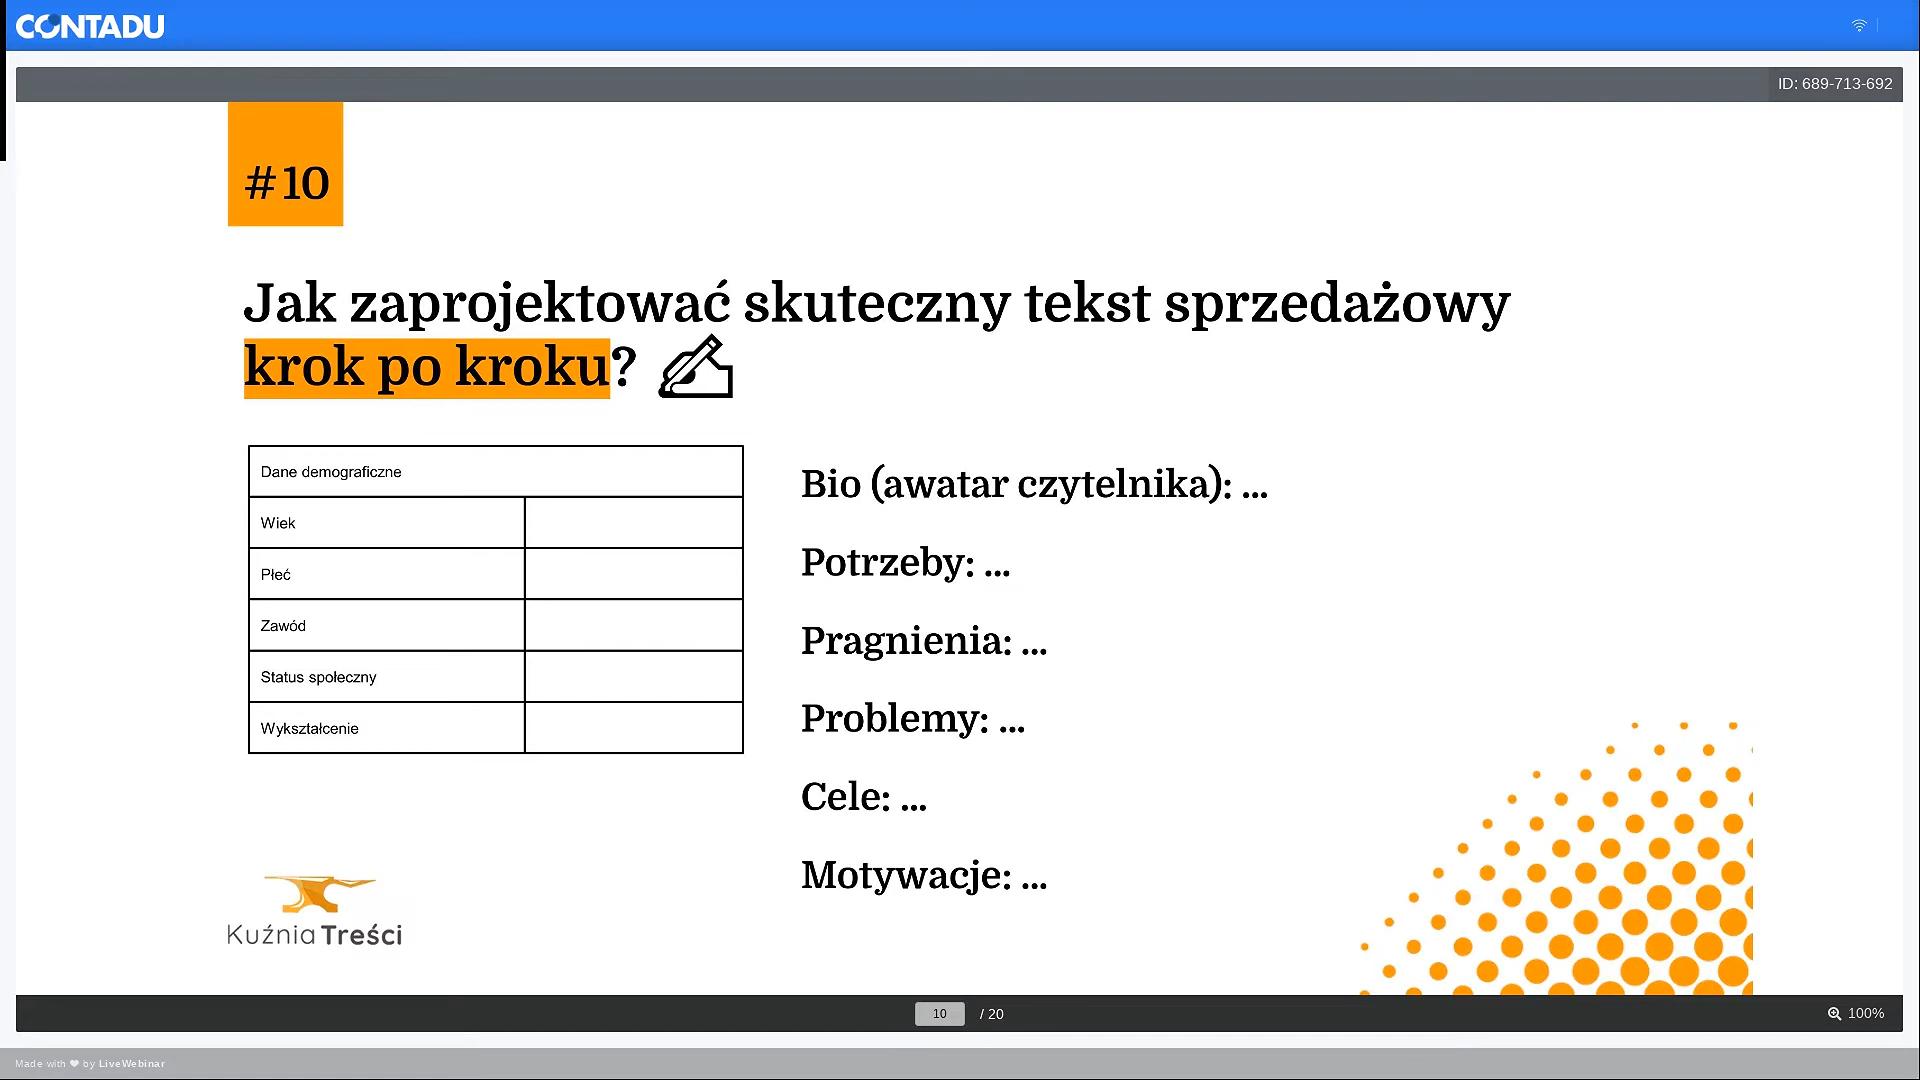 CONTADU
ID: 689-713-692
#10
Jak zaprojektować skuteczny tekst sprzedażowy
krok po kroku?
Dane demograficzne
Wiek
Płeć
Zawód
Status społeczny
Wykształcenie
Bio (awatar czytelnika): ...
Potrzeby: ...
Pragnienia: ...
Problemy: ...
Cele: ...
Motywacje: ...
Kuźnia Treści
10 / 20
100%
Made with ❤ by LiveWebinar